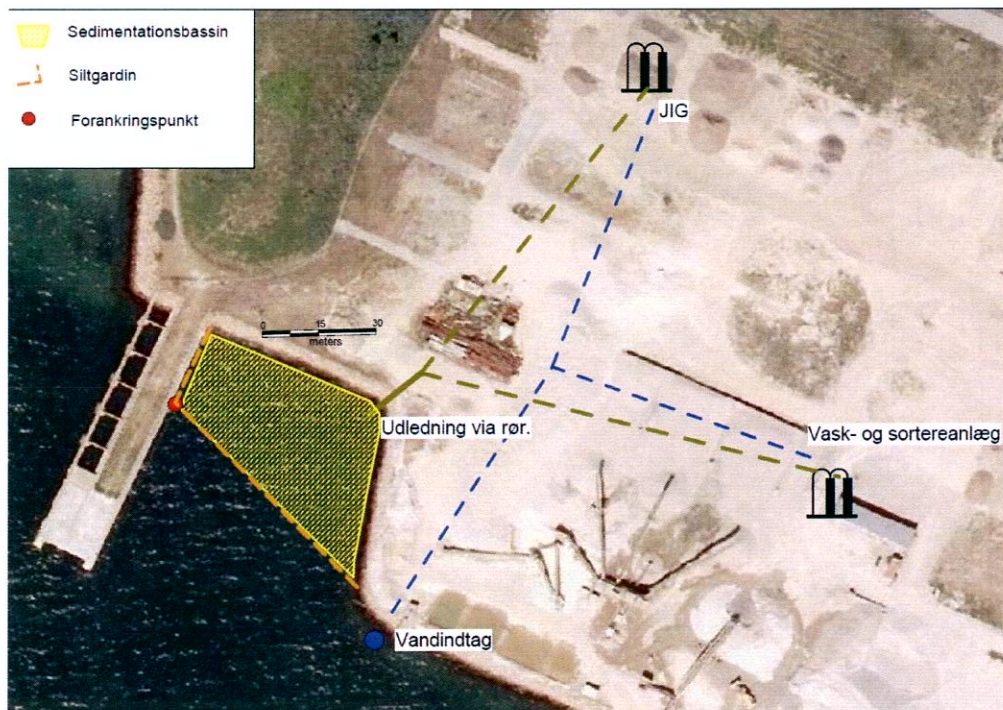 Sedimentationsbassin
Siltgardin
Forankringspunkt
JIG
0 15 30
meters
Udledning via rør.
Vask- og sortereanlæg
Vandindtag